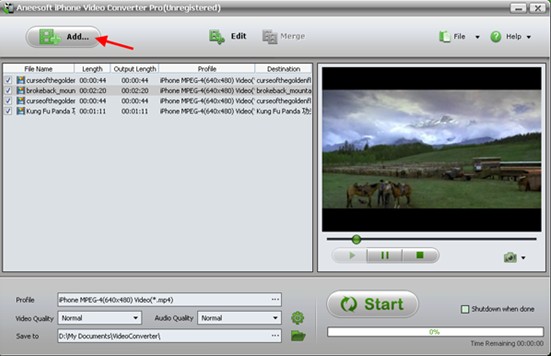 Aneesoft iPhone Video Converter Pro(Unregistered)
Add... Edit Merge File Help
File Name Length Output Length Profile Destination
curseofthegolder 00:00:44 00:00:44 iPhone MPEG-4(640x480) Video(* curseofthegoldenfl
brokeback_moun 00:02:20 00:02:20 iPhone MPEG-4(640x480) Video(* brokeback_mounta
curseofthegolder 00:00:44 00:00:44 iPhone MPEG-4(640x480) Video(* curseofthegoldenfl
Kung Fu Panda 功 00:01:11 00:01:11 iPhone MPEG-4(640x480) Video(* Kung Fu Panda 功
Profile iPhone MPEG-4(640x480) Video(*.mp4) ...
Video Quality Normal Audio Quality Normal
Save to D:\My Documents\VideoConverter\ ...
Start
Shutdown when done
0%
Time Remaining 00:00:00